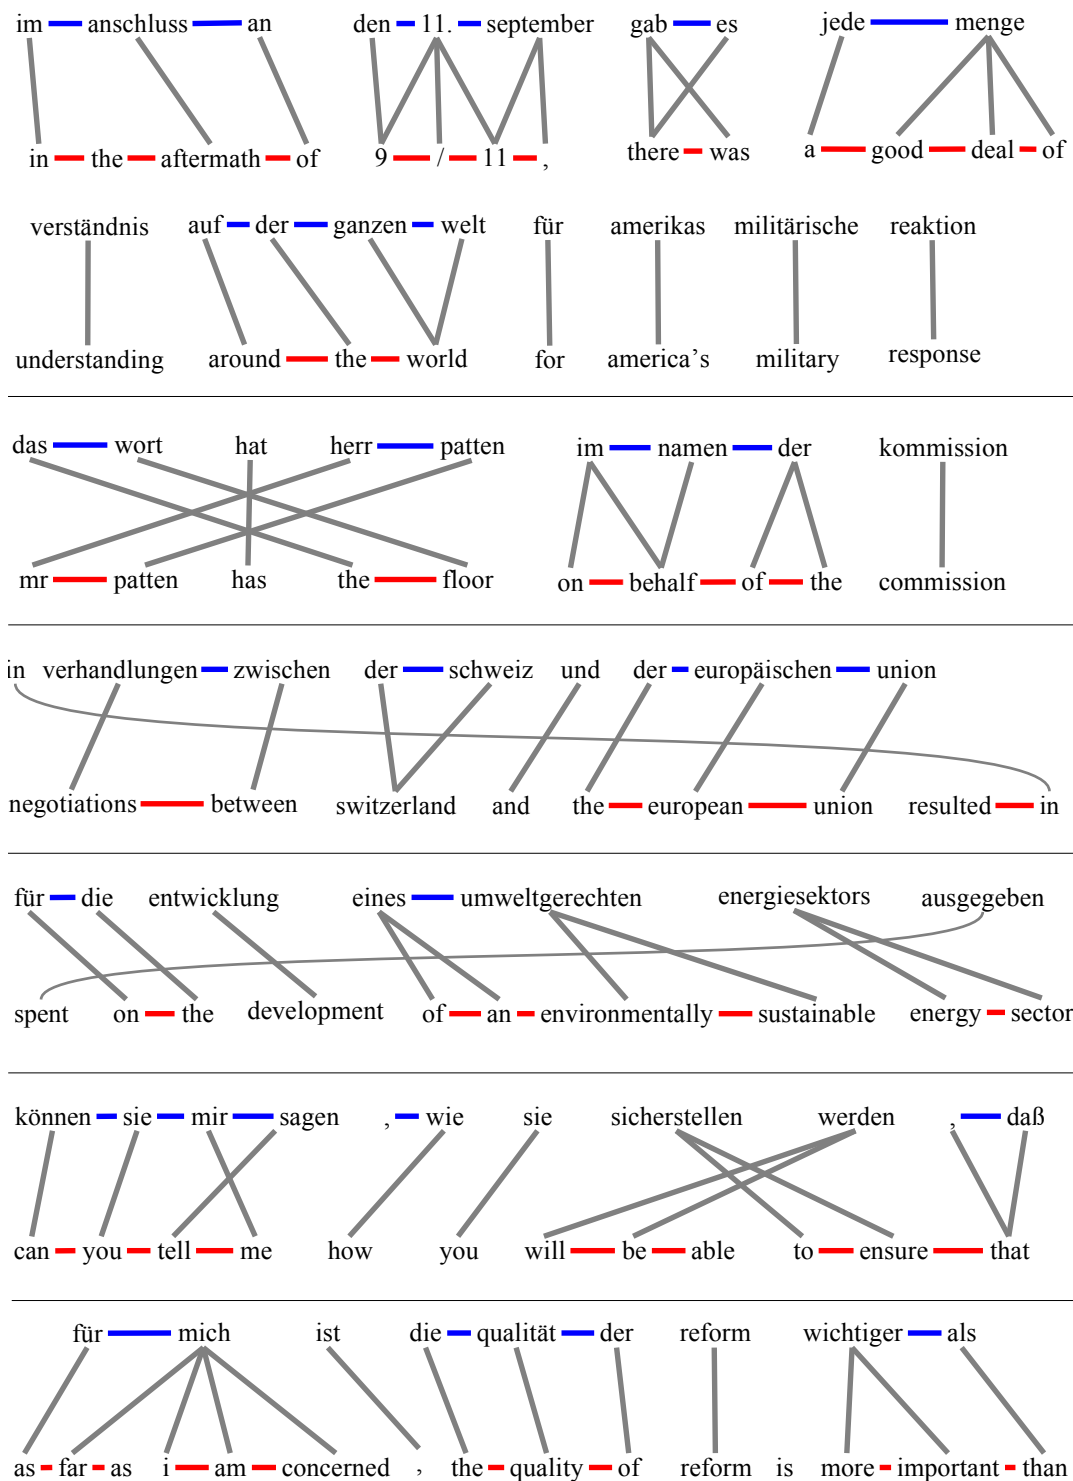 im anschluss an den 11. september gab es jede menge
in the aftermath of 9 / 11 , there was a good deal of
verständnis auf der ganzen welt für amerikas militärische reaktion
understanding around the world for america's military response
das wort hat herr patten im namen der kommission
mr patten has the floor on behalf of the commission
in verhandlungen zwischen der schweiz und der europäischen union
negotiations between switzerland and the european union resulted in
für die entwicklung eines umweltgerechten energiesektors ausgegeben
spent on the development of an environmentally sustainable energy sector
können sie mir sagen , wie sie sicherstellen werden , daß
can you tell me how you will be able to ensure that
für mich ist die qualität der reform wichtiger als
as far as i am concerned , the quality of reform is more important than